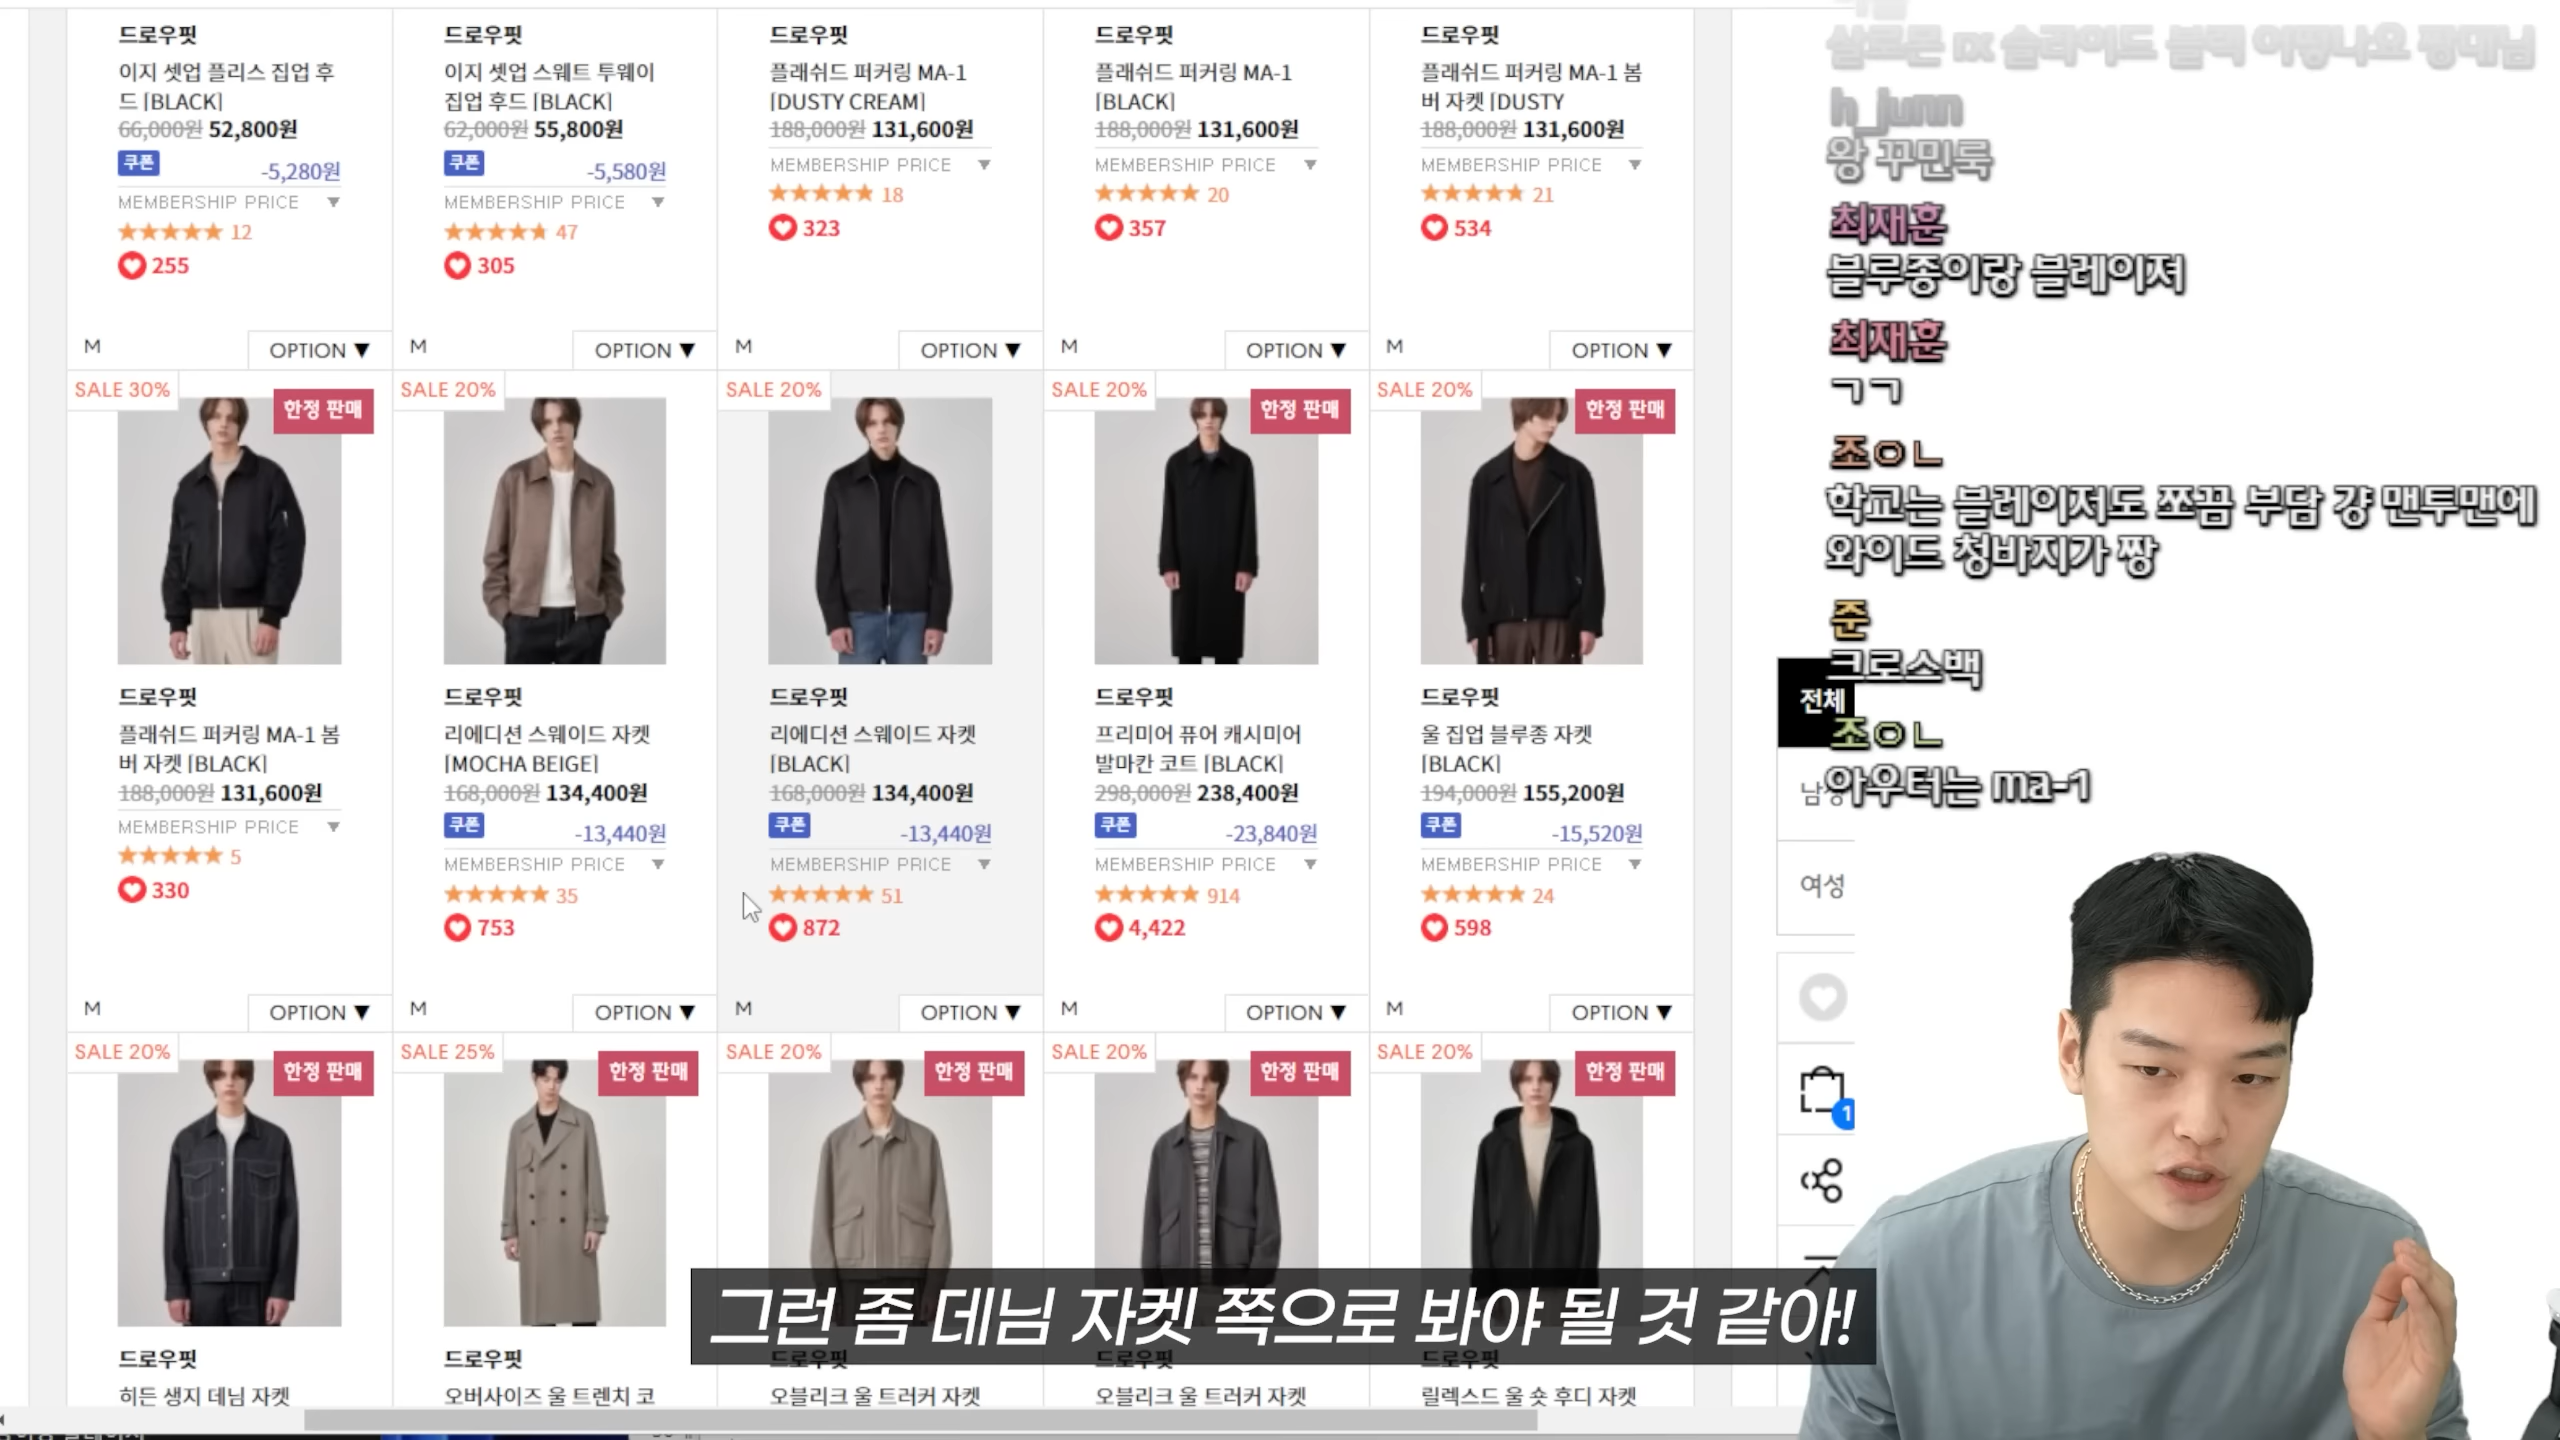 드로우핏
이지 셋업 플리스 집업 후
드 [BLACK]
66,000원 52,800원
쿠폰 -5,280원
MEMBERSHIP PRICE ▼
12
255
드로우핏
이지 셋업 스웨트 투웨이
집업 후드 [BLACK]
62,000원 55,800원
쿠폰 -5,580원
MEMBERSHIP PRICE ▼
47
305
드로우핏
플래쉬드 퍼커링 MA-1
[DUSTY CREAM]
188,000원 131,600원
MEMBERSHIP PRICE ▼
18
323
드로우핏
플래쉬드 퍼커링 MA-1
[BLACK]
188,000원 131,600원
MEMBERSHIP PRICE ▼
20
357
드로우핏
플래쉬드 퍼커링 MA-1 봄
버 자켓 [DUSTY
188,000원 131,600원
MEMBERSHIP PRICE ▼
21
534
M OPTION ▼
M OPTION ▼
M OPTION ▼
M OPTION ▼
M OPTION ▼
SALE 30% 한정 판매
드로우핏
플래쉬드 퍼커링 MA-1 봄
버 자켓 [BLACK]
188,000원 131,600원
MEMBERSHIP PRICE ▼
5
330
SALE 20%
드로우핏
리에디션 스웨이드 자켓
[MOCHA BEIGE]
168,000원 134,400원
쿠폰 -13,440원
MEMBERSHIP PRICE ▼
35
753
SALE 20%
드로우핏
리에디션 스웨이드 자켓
[BLACK]
168,000원 134,400원
쿠폰 -13,440원
MEMBERSHIP PRICE ▼
51
872
SALE 20% 한정 판매
드로우핏
프리미어 퓨어 캐시미어
발마칸 코트 [BLACK]
298,000원 238,400원
쿠폰 -23,840원
MEMBERSHIP PRICE ▼
914
4,422
SALE 20% 한정 판매
드로우핏
울 집업 블루종 자켓
[BLACK]
194,000원 155,200원
쿠폰 -15,520원
MEMBERSHIP PRICE ▼
24
598
M OPTION ▼
M OPTION ▼
M OPTION ▼
M OPTION ▼
M OPTION ▼
SALE 20% 한정 판매
드로우핏
히든 생지 데님 자켓
SALE 25% 한정 판매
드로우핏
오버사이즈 울 트렌치 코
SALE 20% 한정 판매
드로우핏
오블리크 울 트러커 자켓
SALE 20% 한정 판매
드로우핏
오블리크 울 트러커 자켓
SALE 20% 한정 판매
드로우핏
릴렉스드 울 숏 후디 자켓
h_junn
왕 꾸민룩
최재훈
블루종이랑 블레이져
최재훈
ㄱㄱ
조ㅇㄴ
학교는 블레이저도 쪼끔 부담 걍 맨투맨에
와이드 청바지가 짱
준
크로스백
조ㅇㄴ
아우터는 ma-1
전체
여성
1
그런 좀 데님 자켓 쪽으로 봐야 될 것 같아!